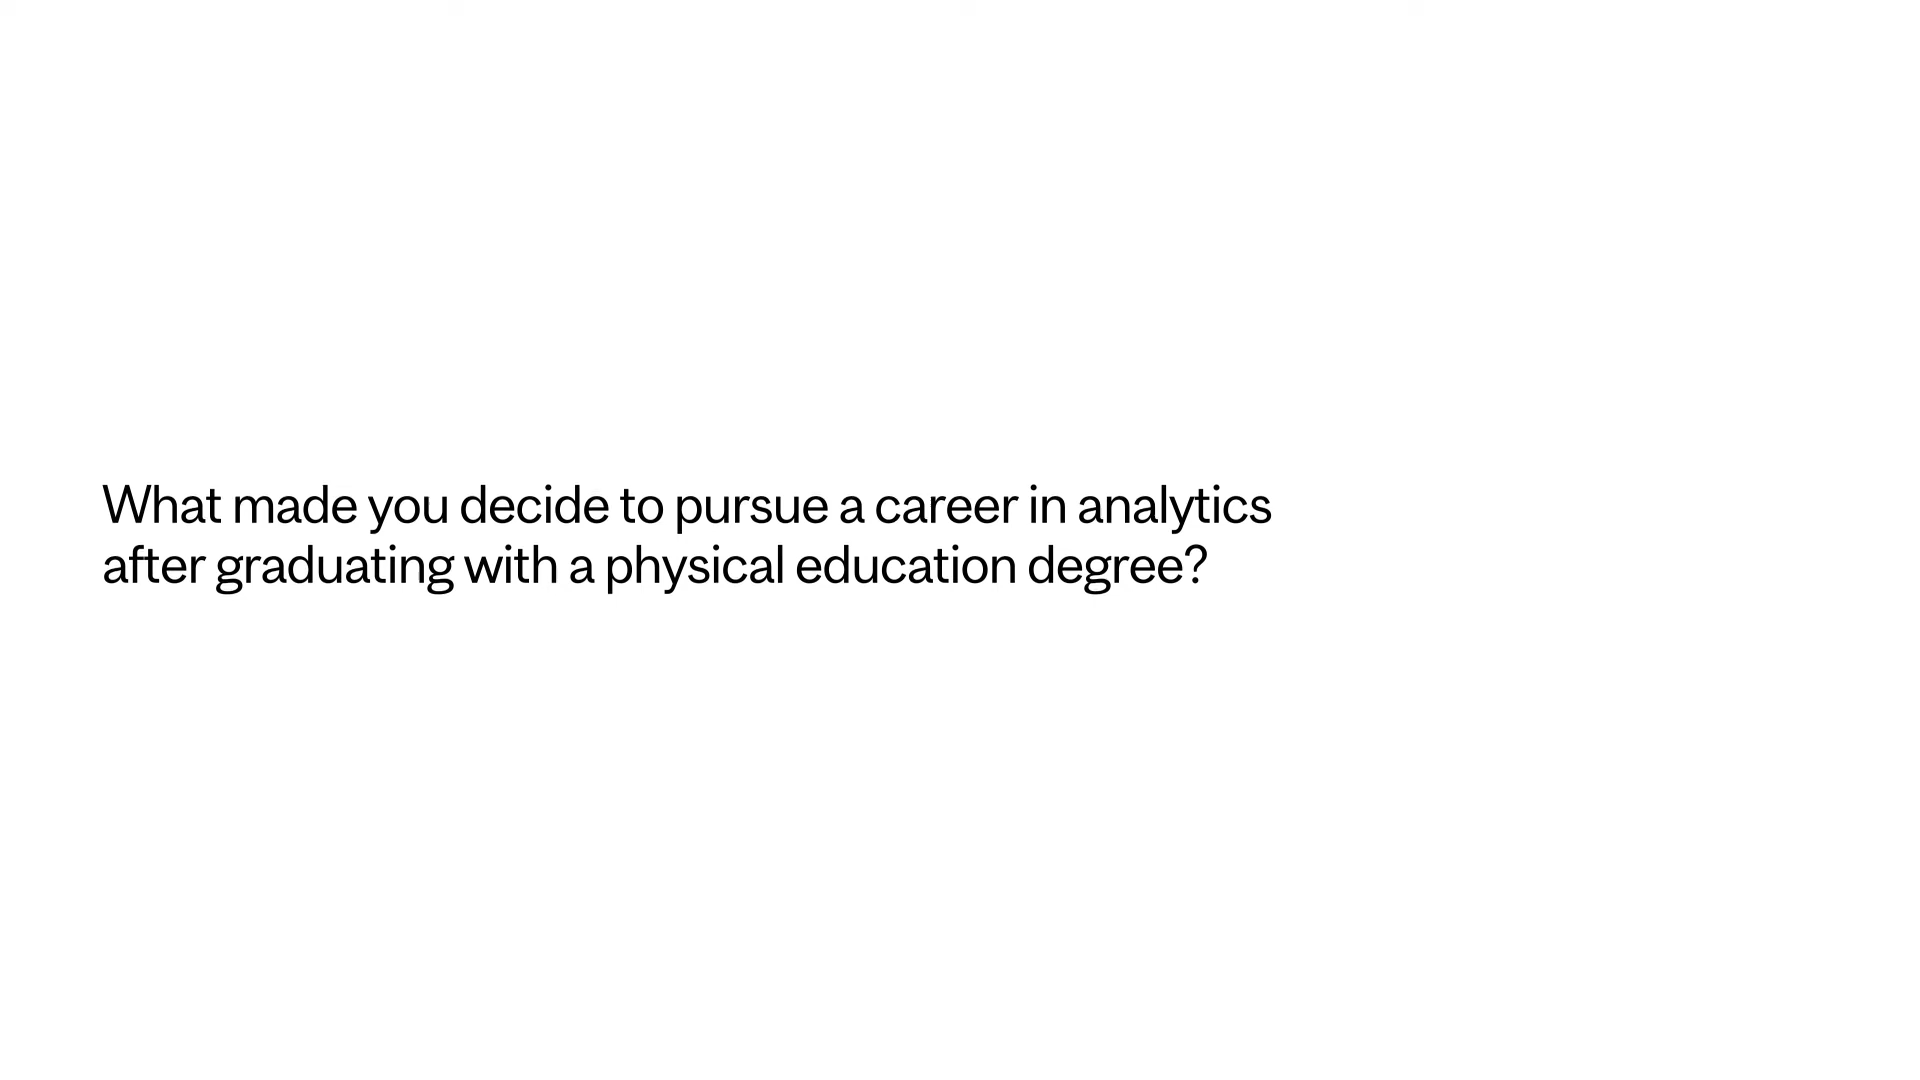 What made you decide to pursue a career in analytics
after graduating with a physical education degree?